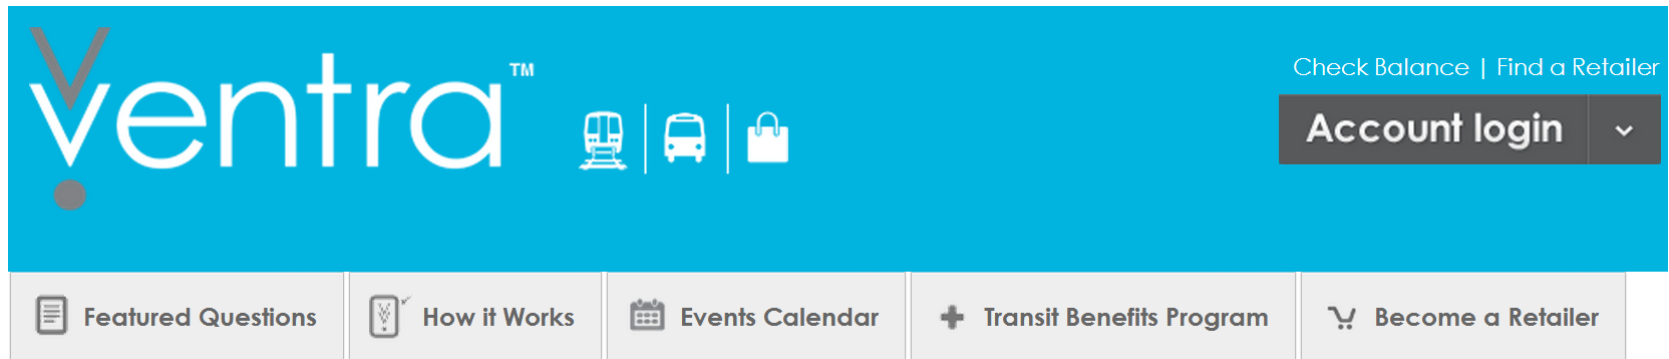 Ventra™
Check Balance | Find a Retailer
Account login
Featured Questions
How it Works
Events Calendar
Transit Benefits Program
Become a Retailer